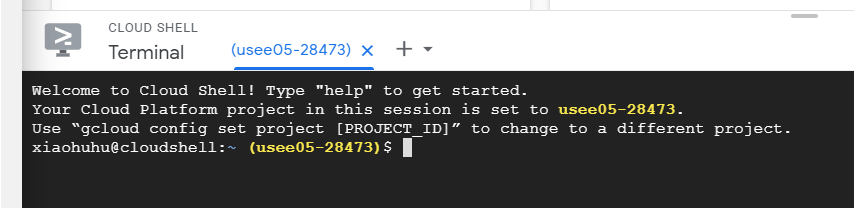 CLOUD SHELL
Terminal
(usee05-28473)
Welcome to Cloud Shell! Type "help" to get started.
Your Cloud Platform project in this session is set to usee05-28473.
Use “gcloud config set project [PROJECT_ID]” to change to a different project.
xiaohuhu@cloudshell:~ (usee05-28473)$